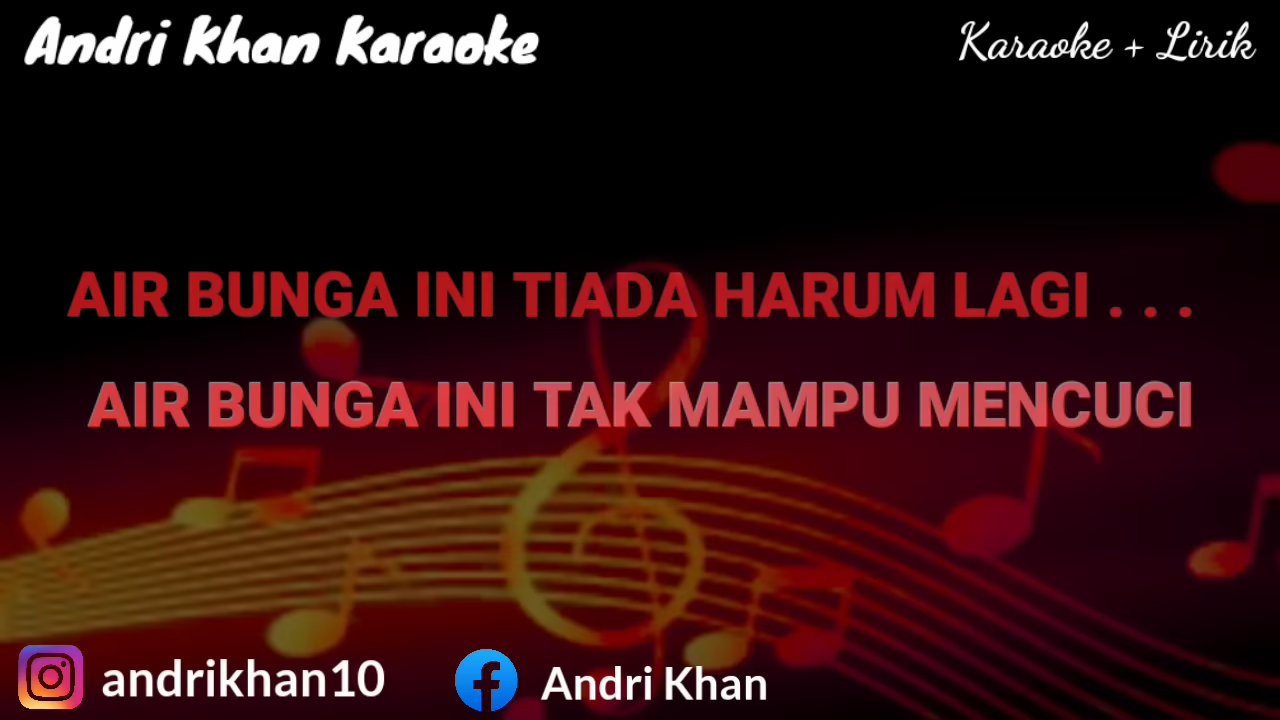 Andri Khan Karaoke
Karaoke + Lirik
AIR BUNGA INI TIADA HARUM LAGI . . .
AIR BUNGA INI TAK MAMPU MENCUCI
andrikhan10
Andri Khan